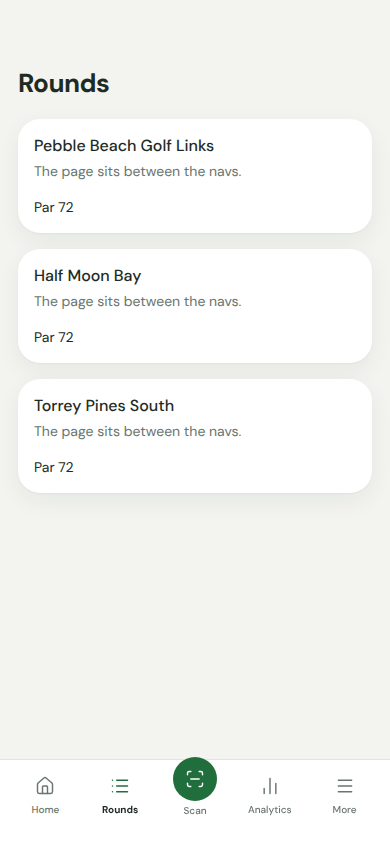 Rounds
Pebble Beach Golf Links
The page sits between the navs.
Par 72
Half Moon Bay
The page sits between the navs.
Par 72
Torrey Pines South
The page sits between the navs.
Par 72
Home
Rounds
Scan
Analytics
More